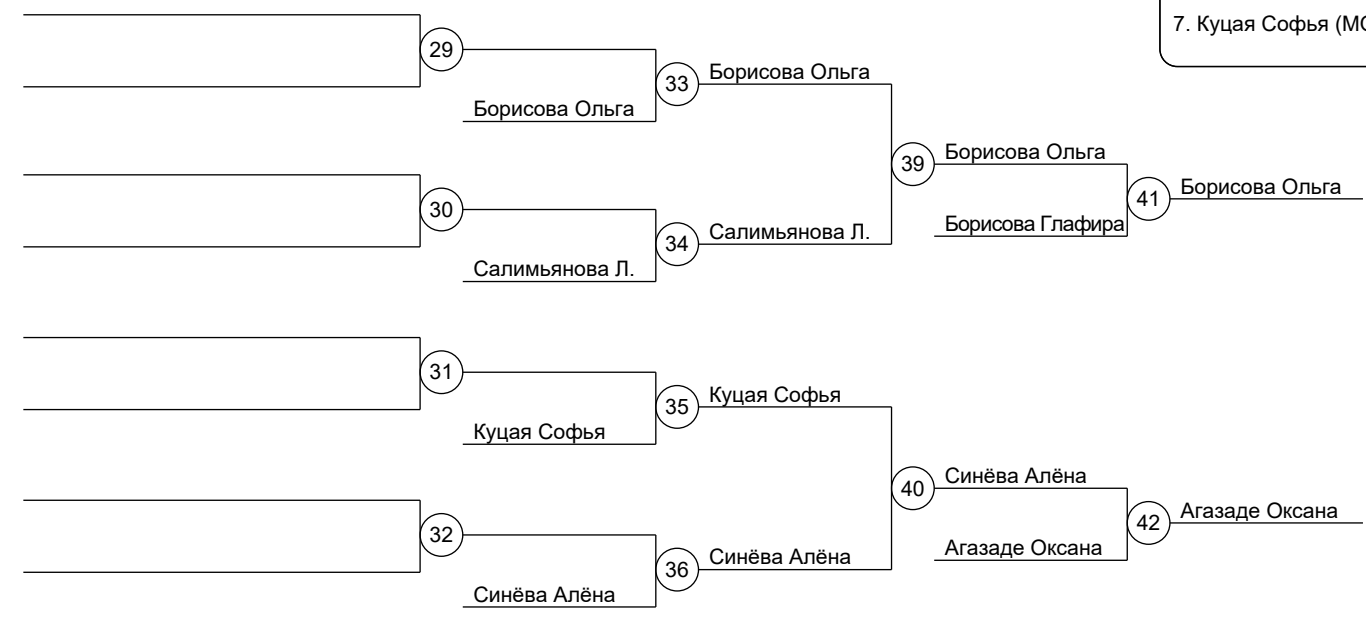 7. Куцая Софья
29
33
Борисова Ольга
Борисова Ольга
39
Борисова Ольга
41
Борисова Ольга
Борисова Глафира
30
34
Салимьянова Л.
Салимьянова Л.
31
35
Куцая Софья
Куцая Софья
40
Синёва Алёна
42
Агазаде Оксана
Агазаде Оксана
32
36
Синёва Алёна
Синёва Алёна